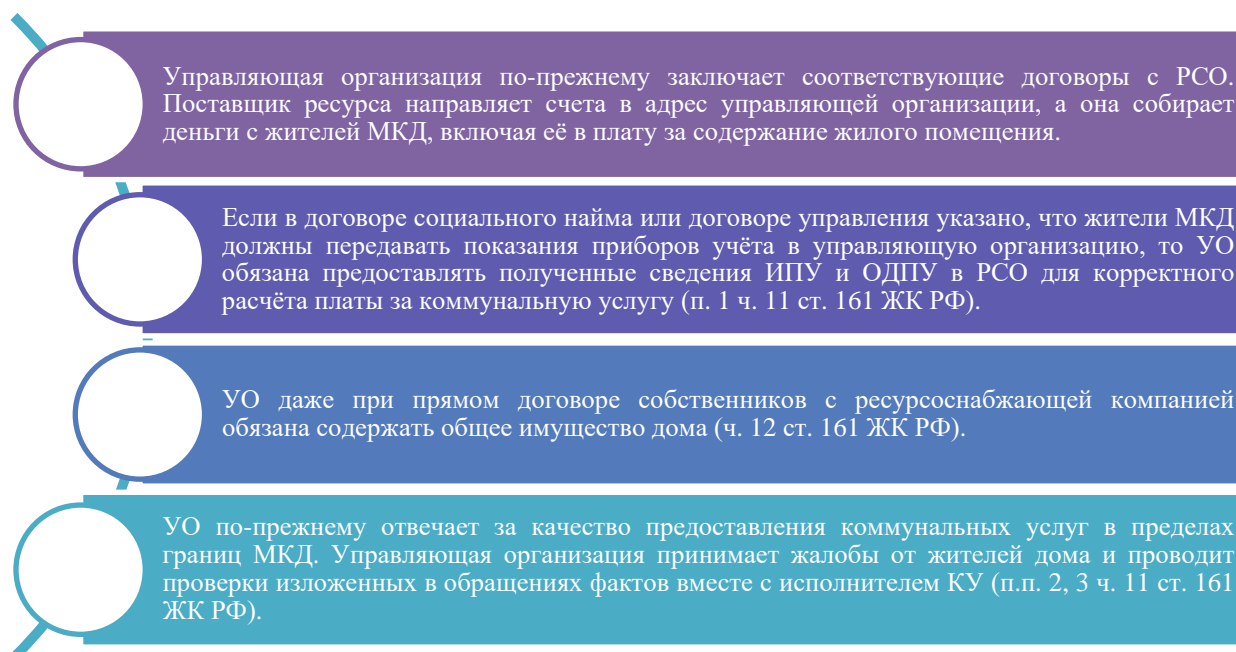 Управляющая организация по-прежнему заключает соответствующие договоры с РСО.
Поставщик ресурса направляет счета в адрес управляющей организации, а она собирает
деньги с жителей МКД, включая её в плату за содержание жилого помещения.
Если в договоре социального найма или договоре управления указано, что жители МКД
должны передавать показания приборов учёта в управляющую организацию, то УО
обязана предоставлять полученные сведения ИПУ и ОДПУ в РСО для корректного
расчёта платы за коммунальную услугу (п. 1 ч. 11 ст. 161 ЖК РФ).
УО даже при прямом договоре собственников с ресурсоснабжающей компанией
обязана содержать общее имущество дома (ч. 12 ст. 161 ЖК РФ).
УО по-прежнему отвечает за качество предоставления коммунальных услуг в пределах
границ МКД. Управляющая организация принимает жалобы от жителей дома и проводит
проверки изложенных в обращениях фактов вместе с исполнителем КУ (п.п. 2, 3 ч. 11 ст. 161
ЖК РФ).